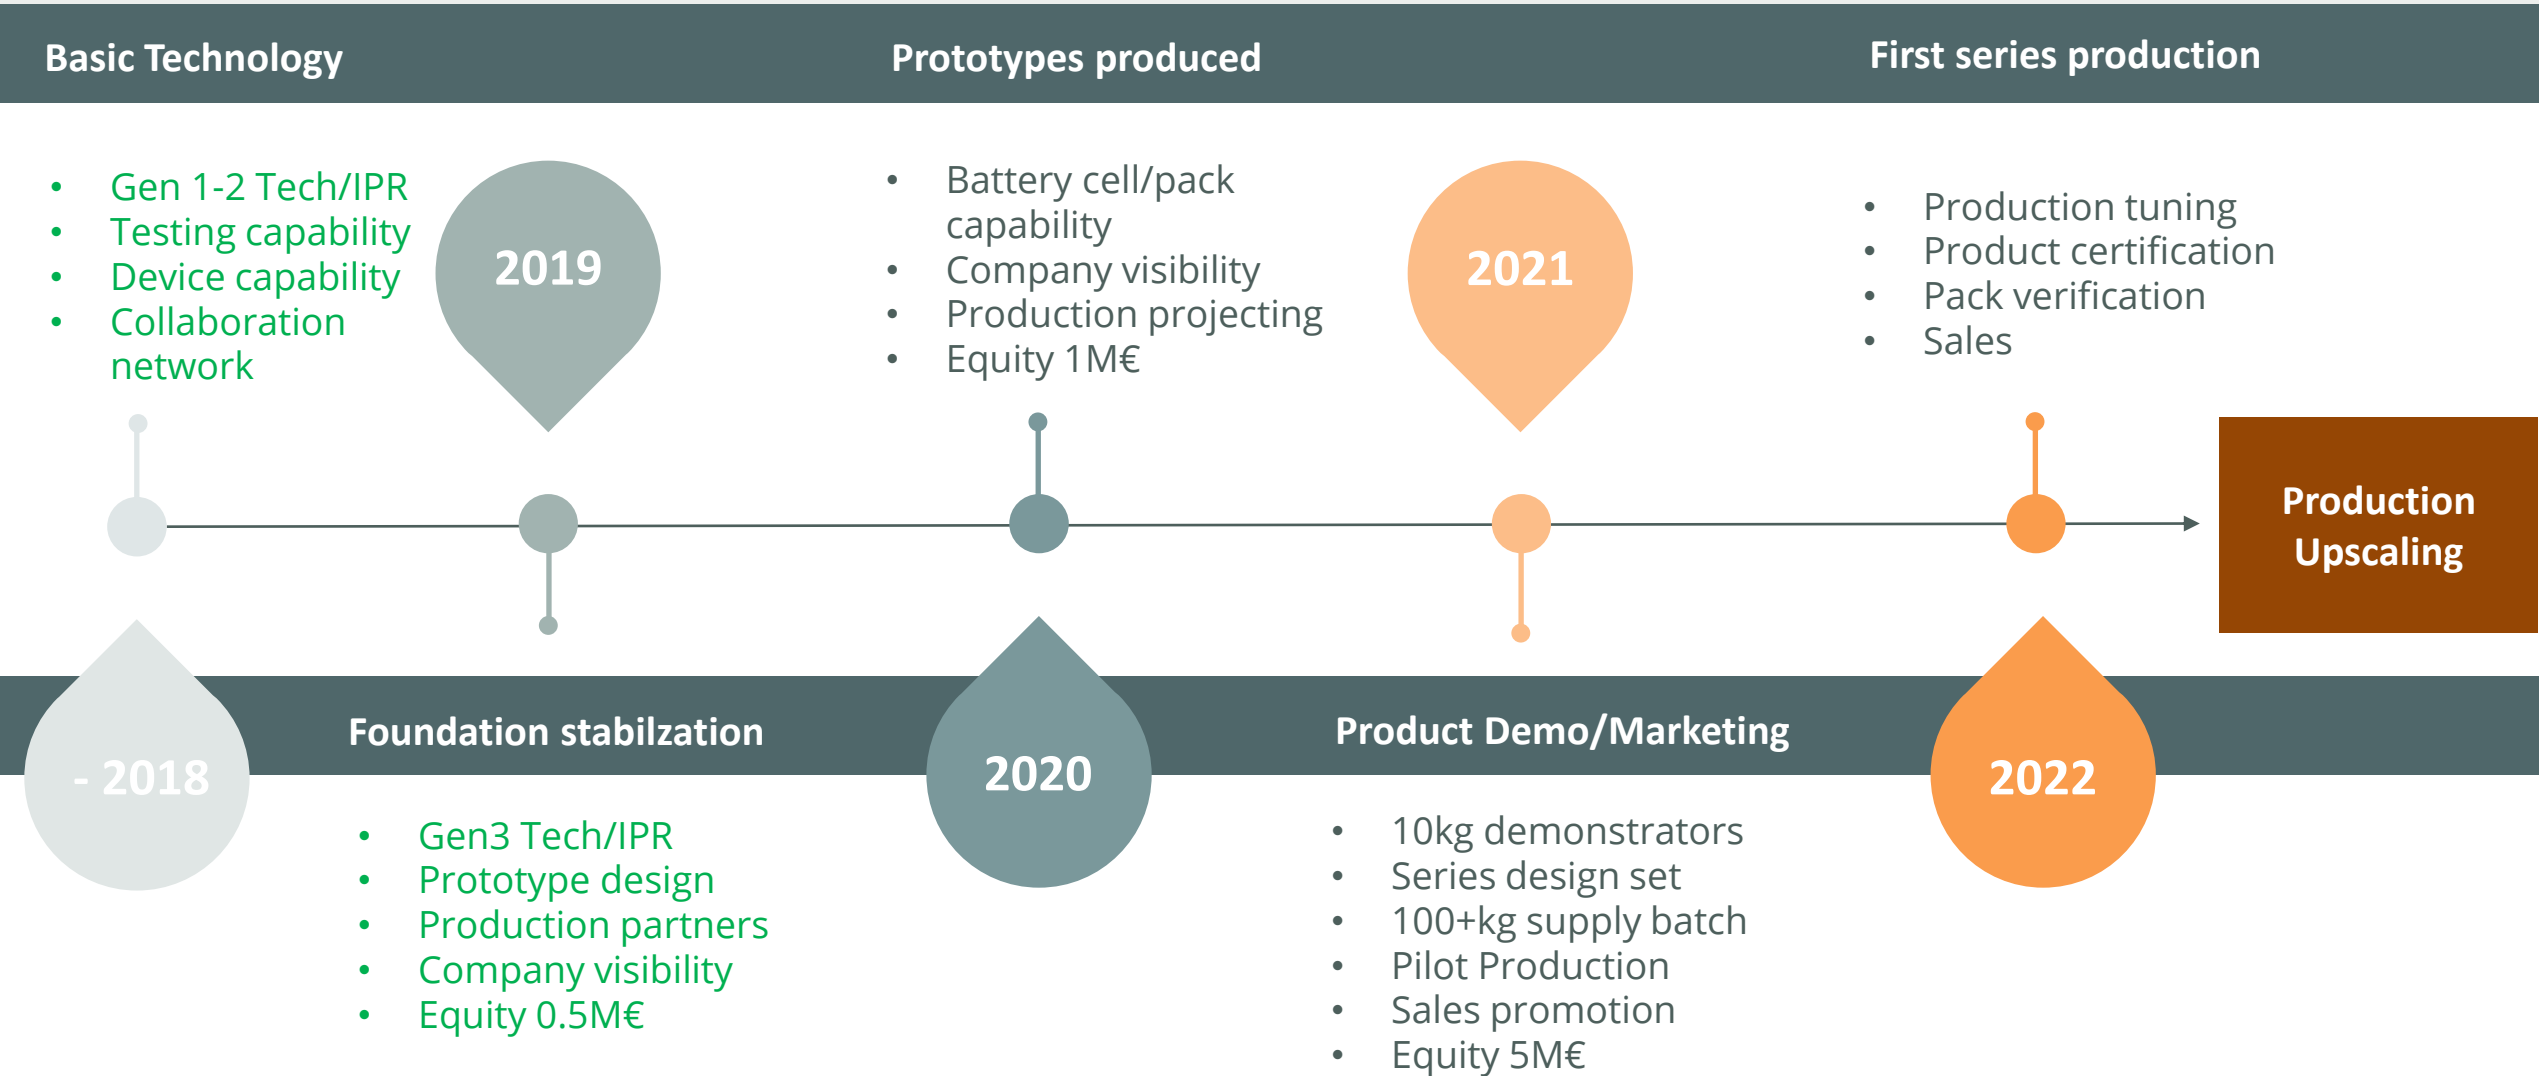 Basic Technology
Prototypes produced
First series production
• Gen 1-2 Tech/IPR
• Testing capability
• Device capability
• Collaboration
network
2019
• Battery cell/pack
capability
• Company visibility
• Production projecting
• Equity 1M€
2021
• Production tuning
• Product certification
• Pack verification
• Sales
Production
Upscaling
- 2018
Foundation stabilzation
2020
Product Demo/Marketing
2022
• Gen3 Tech/IPR
• Prototype design
• Production partners
• Company visibility
• Equity 0.5M€
• 10kg demonstrators
• Series design set
• 100+kg supply batch
• Pilot Production
• Sales promotion
• Equity 5M€